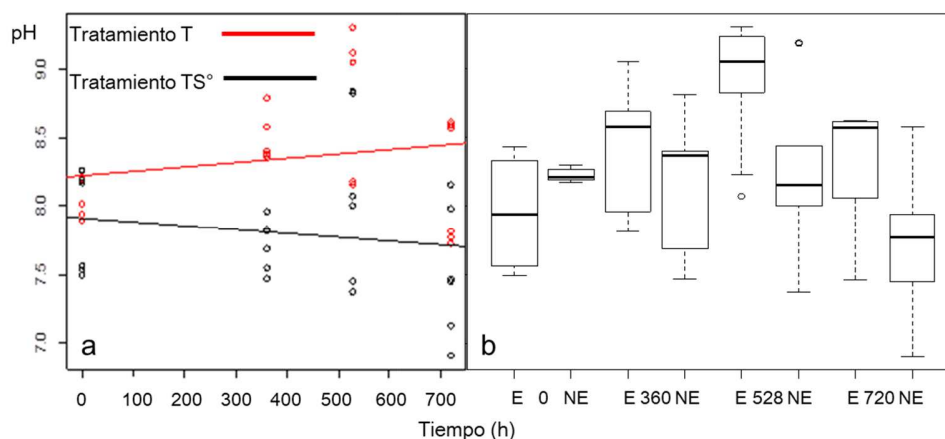 pH
Tratamiento T
Tratamiento TS°
9.0
8.5
8.0
7.5
7.0
a
b
0 100 200 300 400 500 600 700
E 0 NE E 360 NE E 528 NE E 720 NE
Tiempo (h)